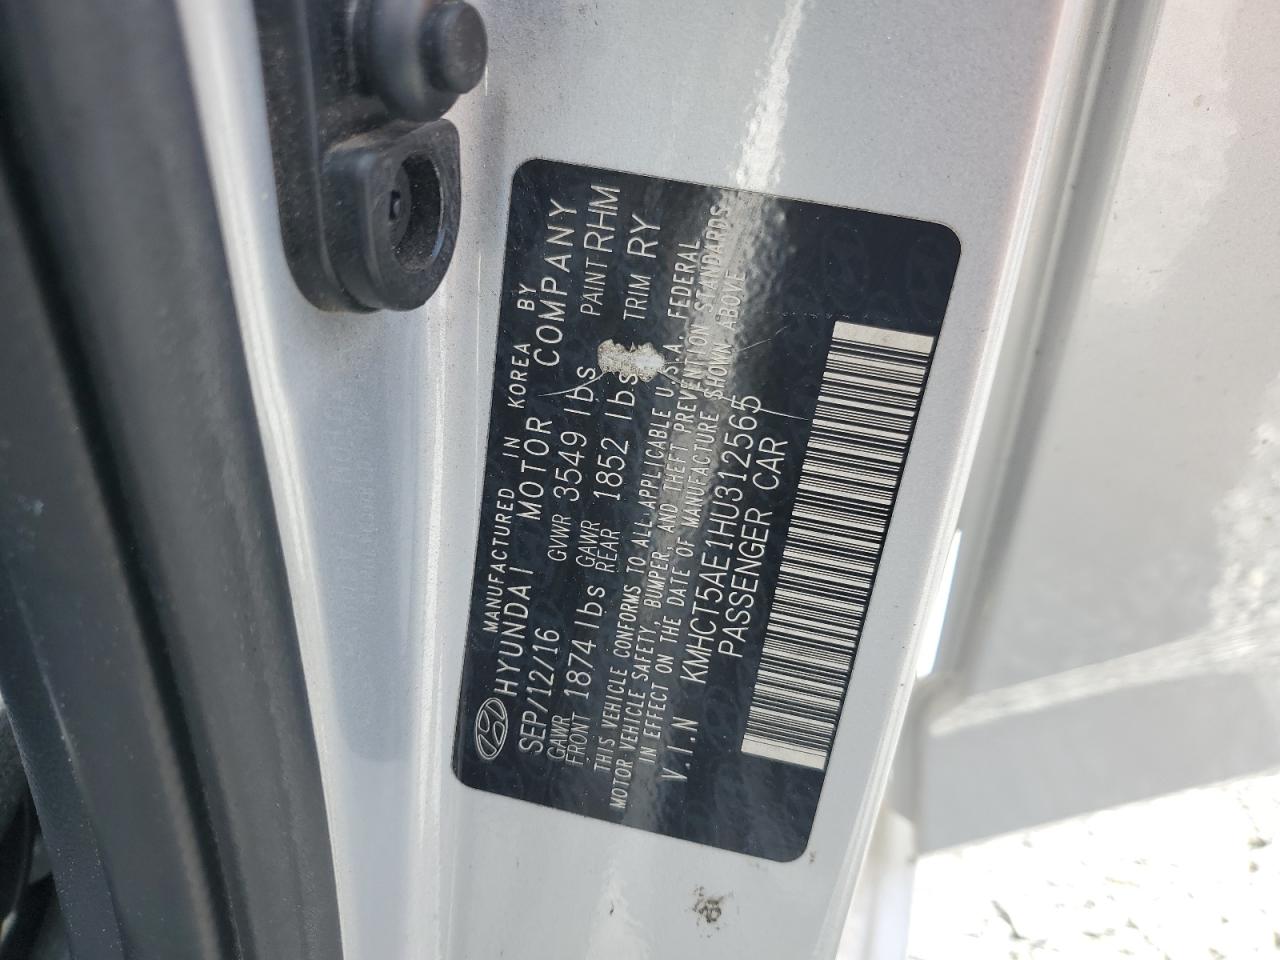 MANUFACTURED IN KOREA BY
HYUNDAI MOTOR COMPANY
SEP/12/16 GVWR 3549 lbs PAINT RHM
GAWR FRONT 1874 lbs GAWR REAR 1852 lbs TRIM RY
THIS VEHICLE CONFORMS TO ALL APPLICABLE U.S.A. FEDERAL
MOTOR VEHICLE SAFETY, BUMPER, AND THEFT PREVENTION STANDARDS
IN EFFECT ON THE DATE OF MANUFACTURE SHOWN ABOVE
V.I.N KMHCT5AE1HU312565
PASSENGER CAR